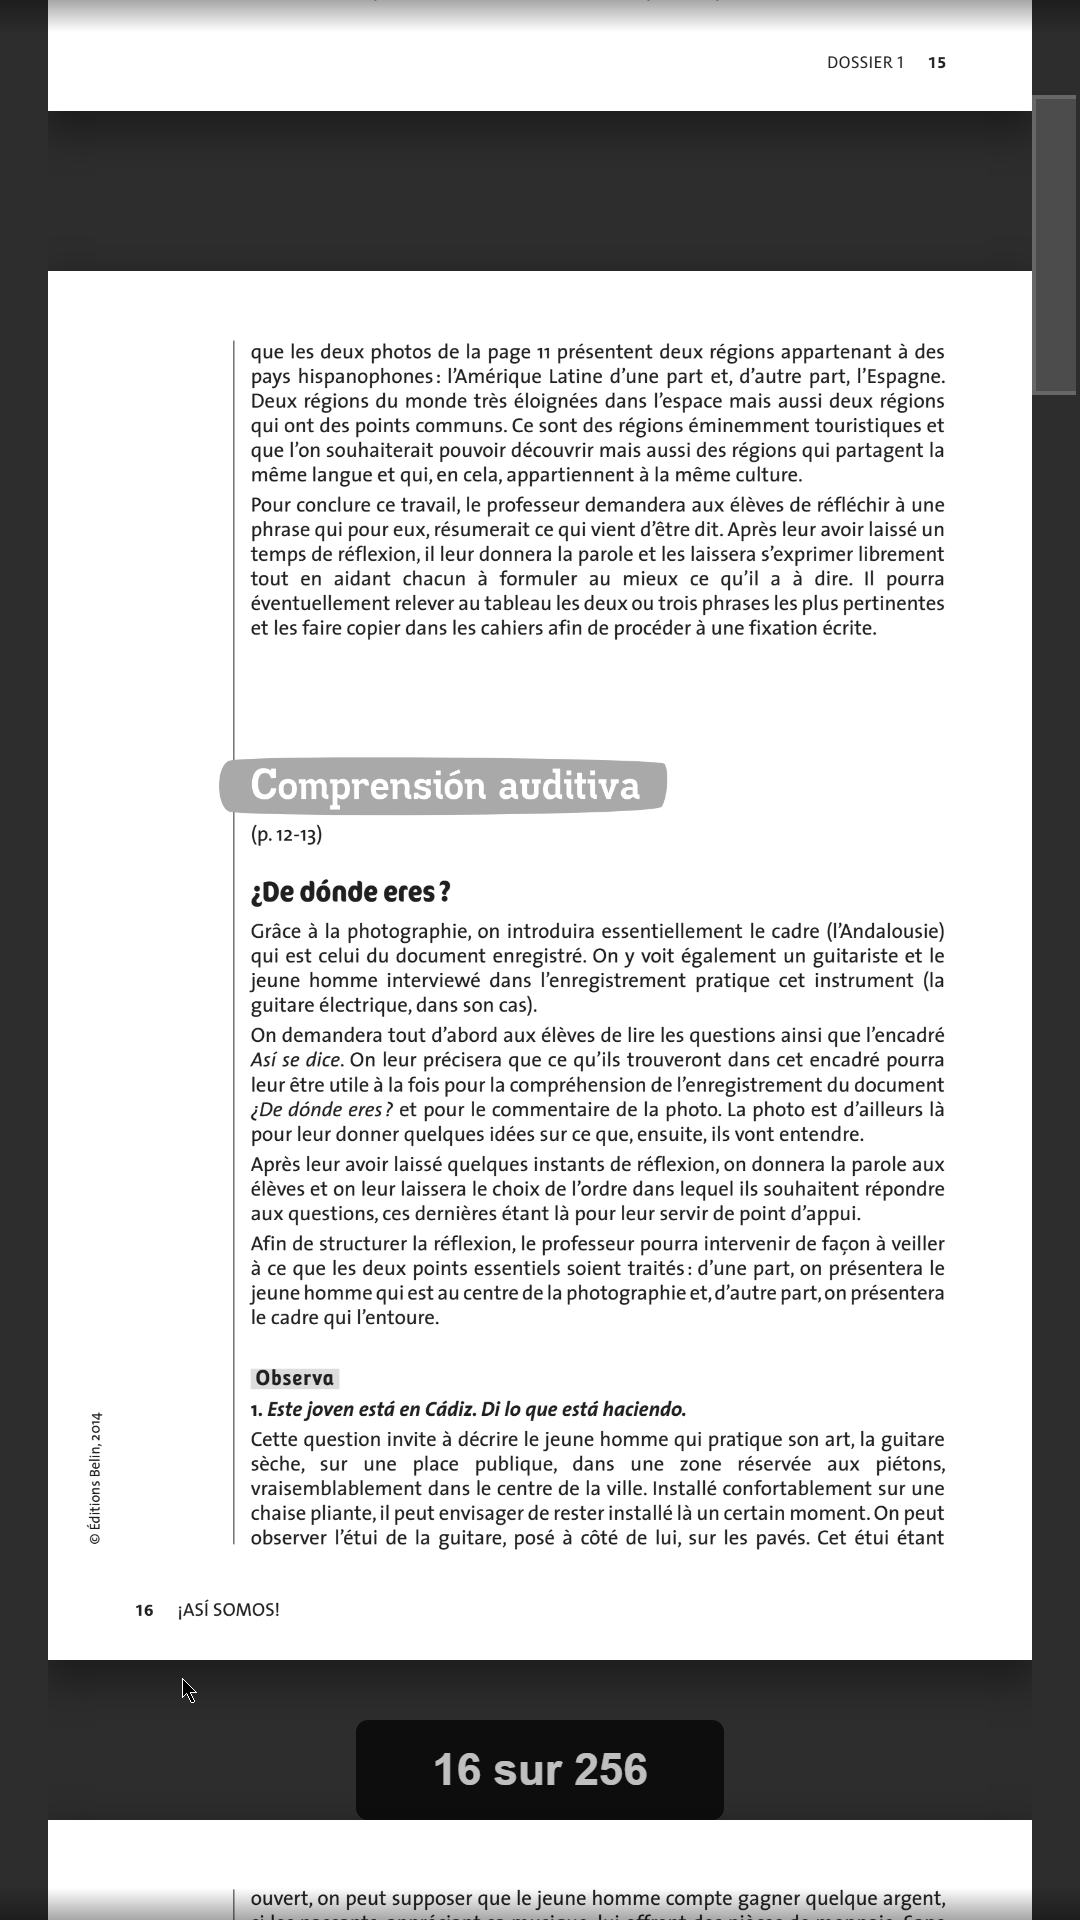 DOSSIER 1 15
que les deux photos de la page 11 présentent deux régions appartenant à des
pays hispanophones : l’Amérique Latine d’une part et, d’autre part, l’Espagne.
Deux régions du monde très éloignées dans l’espace mais aussi deux régions
qui ont des points communs. Ce sont des régions éminemment touristiques et
que l’on souhaiterait pouvoir découvrir mais aussi des régions qui partagent la
même langue et qui, en cela, appartiennent à la même culture.
Pour conclure ce travail, le professeur demandera aux élèves de réfléchir à une
phrase qui pour eux, résumerait ce qui vient d’être dit. Après leur avoir laissé un
temps de réflexion, il leur donnera la parole et les laissera s’exprimer librement
tout en aidant chacun à formuler au mieux ce qu’il a à dire. Il pourra
éventuellement relever au tableau les deux ou trois phrases les plus pertinentes
et les faire copier dans les cahiers afin de procéder à une fixation écrite.
Comprensión auditiva
(p. 12-13)
¿De dónde eres ?
Grâce à la photographie, on introduira essentiellement le cadre (l’Andalousie)
qui est celui du document enregistré. On y voit également un guitariste et le
jeune homme interviewé dans l’enregistrement pratique cet instrument (la
guitare électrique, dans son cas).
On demandera tout d’abord aux élèves de lire les questions ainsi que l’encadré
Así se dice. On leur précisera que ce qu’ils trouveront dans cet encadré pourra
leur être utile à la fois pour la compréhension de l’enregistrement du document
¿De dónde eres ? et pour le commentaire de la photo. La photo est d’ailleurs là
pour leur donner quelques idées sur ce que, ensuite, ils vont entendre.
Après leur avoir laissé quelques instants de réflexion, on donnera la parole aux
élèves et on leur laissera le choix de l’ordre dans lequel ils souhaitent répondre
aux questions, ces dernières étant là pour leur servir de point d’appui.
Afin de structurer la réflexion, le professeur pourra intervenir de façon à veiller
à ce que les deux points essentiels soient traités : d’une part, on présentera le
jeune homme qui est au centre de la photographie et, d’autre part, on présentera
le cadre qui l’entoure.
Observa
1. Este joven está en Cádiz. Di lo que está haciendo.
Cette question invite à décrire le jeune homme qui pratique son art, la guitare
sèche, sur une place publique, dans une zone réservée aux piétons,
vraisemblablement dans le centre de la ville. Installé confortablement sur une
chaise pliante, il peut envisager de rester installé là un certain moment. On peut
observer l’étui de la guitare, posé à côté de lui, sur les pavés. Cet étui étant
© Éditions Belin, 2014
16 ¡ASÍ SOMOS!
16 sur 256
ouvert, on peut supposer que le jeune homme compte gagner quelque argent,